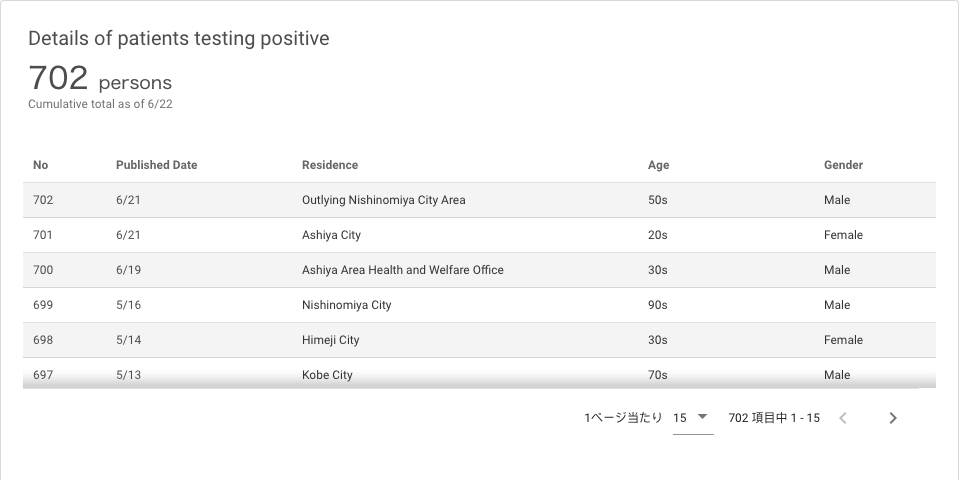 Details of patients testing positive
702 persons
Cumulative total as of 6/22
No Published Date Residence Age Gender
702 6/21 Outlying Nishinomiya City Area 50s Male
701 6/21 Ashiya City 20s Female
700 6/19 Ashiya Area Health and Welfare Office 30s Male
699 5/16 Nishinomiya City 90s Male
698 5/14 Himeji City 30s Female
697 5/13 Kobe City 70s Male
1ページ当たり 15 702 項目中 1 - 15